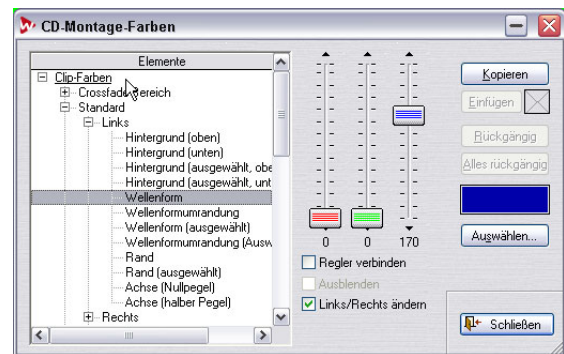 CD-Montage-Farben
Elemente
Clip-Farben
Crossfade-Bereich
Standard
Links
Hintergrund (oben)
Hintergrund (unten)
Hintergrund (ausgewählt, obe
Hintergrund (ausgewählt, unt
Wellenform
Wellenformumrandung
Wellenform (ausgewählt)
Wellenformumrandung (Ausw
Rand
Rand (ausgewählt)
Achse (Nullpegel)
Achse (halber Pegel)
Rechts
0 0 170
Regler verbinden
Ausblenden
Links/Rechts ändern
Kopieren
Einfügen
Rückgängig
Alles rückgängig
Auswählen...
Schließen